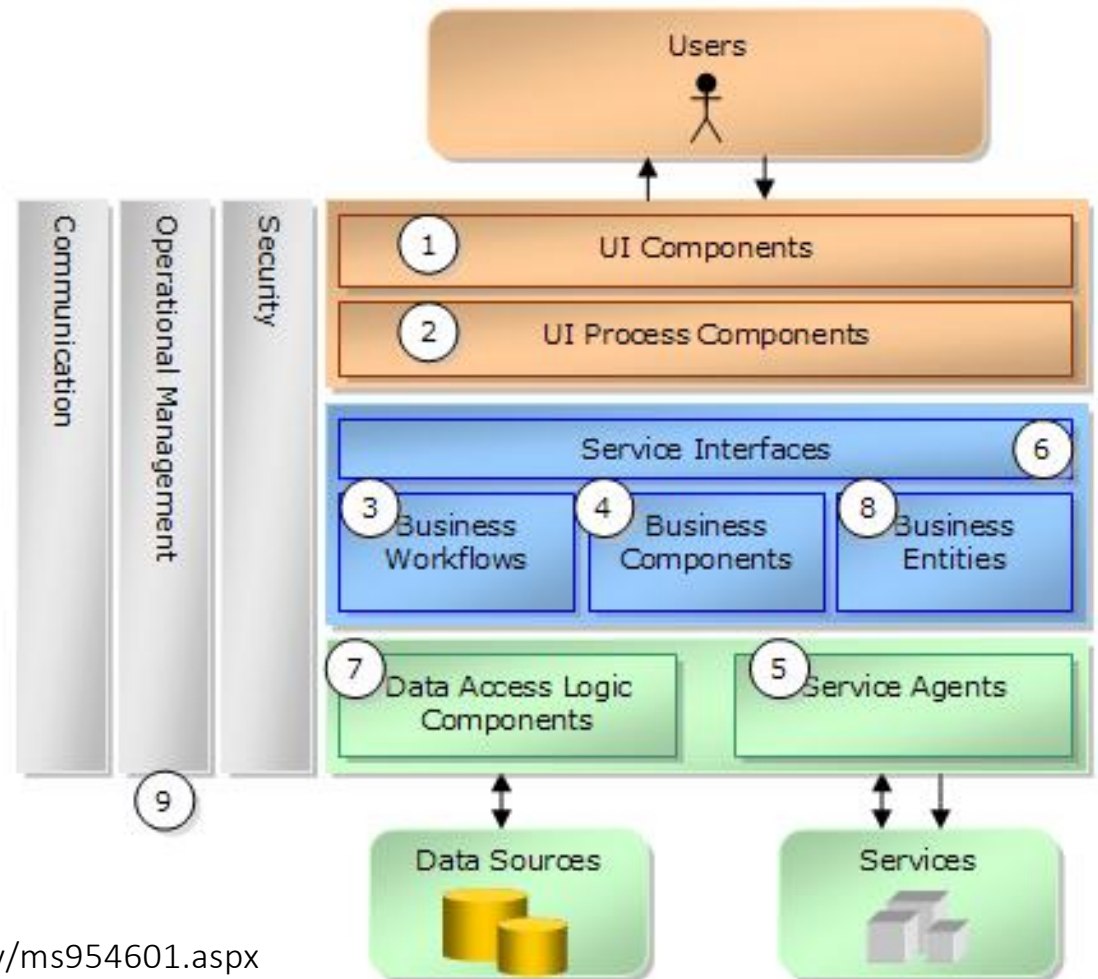 Users
Communication
Operational Management
Security
1
UI Components
2
UI Process Components
Service Interfaces
6
3
Business
Workflows
4
Business
Components
8
Business
Entities
7
Data Access Logic
Components
5
Service Agents
9
Data Sources
Services
/ms954601.aspx